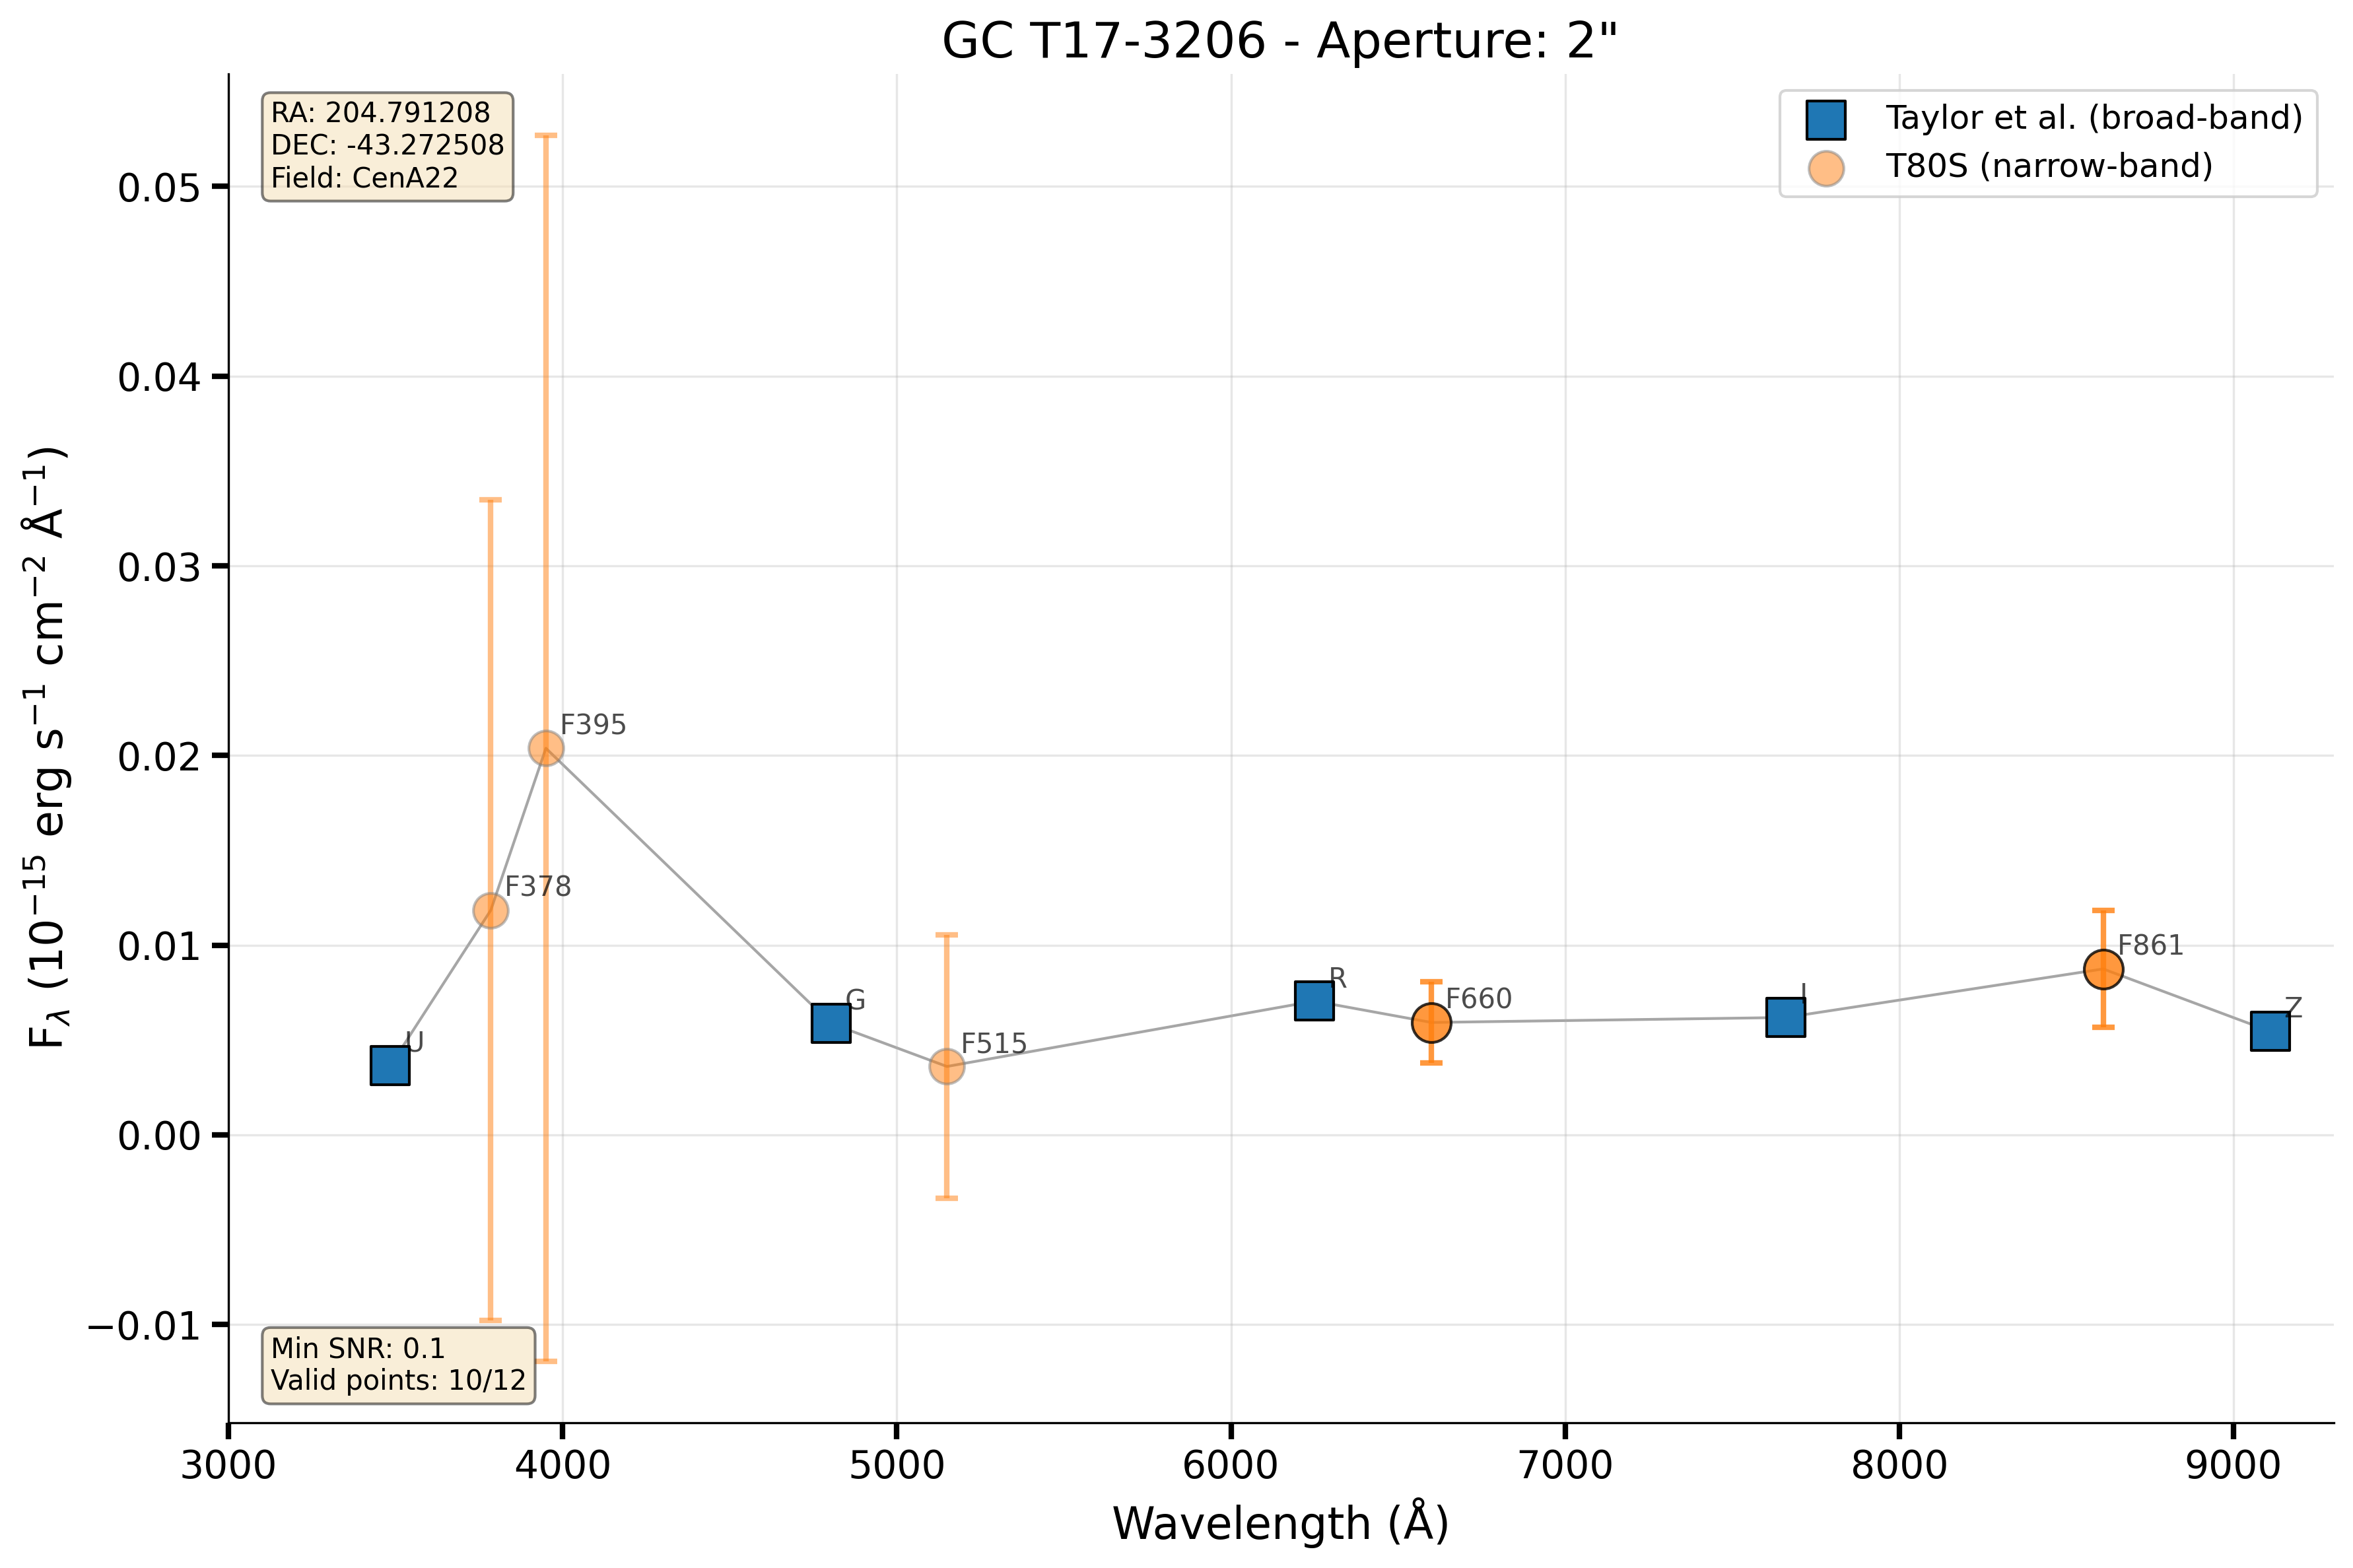 GC T17-3206 - Aperture: 2"
RA: 204.791208
DEC: -43.272508
Field: CenA22
Taylor et al. (broad-band)
T80S (narrow-band)
F_λ (10⁻¹⁵ erg s⁻¹ cm⁻² Å⁻¹)
0.05
0.04
0.03
0.02
0.01
0.00
−0.01
U
F378
F395
G
F515
R
F660
I
F861
Z
Min SNR: 0.1
Valid points: 10/12
3000 4000 5000 6000 7000 8000 9000
Wavelength (Å)